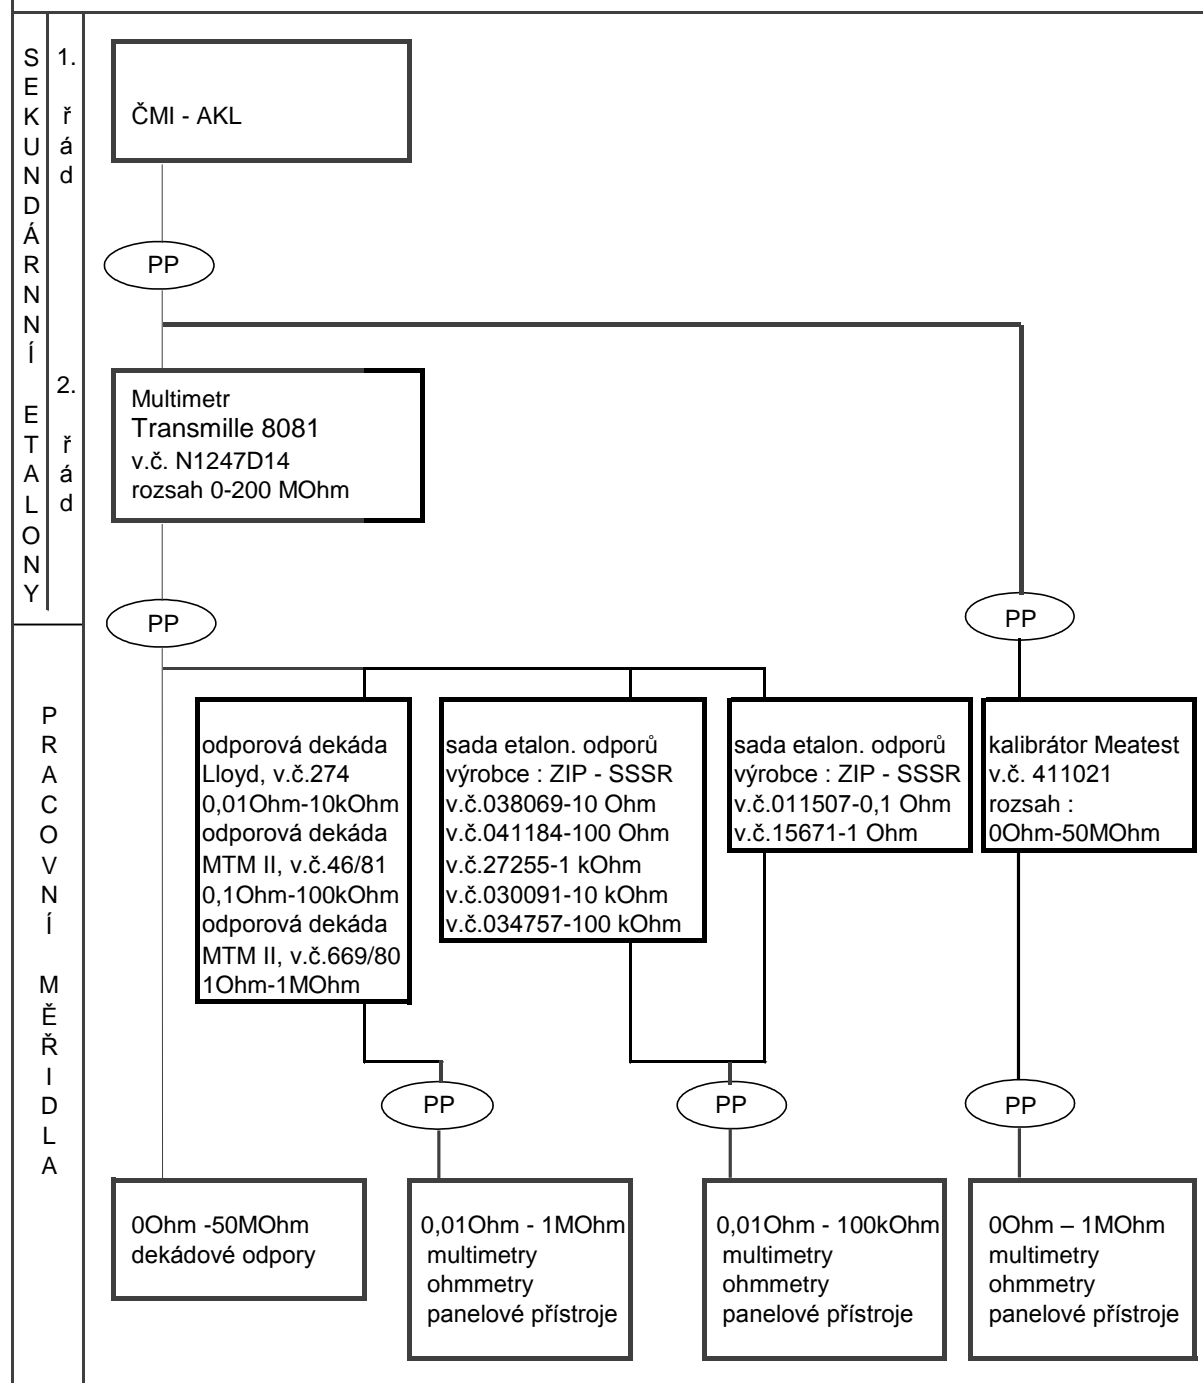 SEKUNDÁRNNÍ ETALONY
1. řád
ČMI - AKL
PP
2. řád
Multimetr
Transmille 8081
v.č. N1247D14
rozsah 0-200 MOhm
PP
PP
PRACOVNÍ MĚŘIDLA
odporová dekáda
Lloyd, v.č.274
0,01Ohm-10kOhm
odporová dekáda
MTM II, v.č.46/81
0,1Ohm-100kOhm
odporová dekáda
MTM II, v.č.669/80
1Ohm-1MOhm
sada etalon. odporů
výrobce : ZIP - SSSR
v.č.038069-10 Ohm
v.č.041184-100 Ohm
v.č.27255-1 kOhm
v.č.030091-10 kOhm
v.č.034757-100 kOhm
sada etalon. odporů
výrobce : ZIP - SSSR
v.č.011507-0,1 Ohm
v.č.15671-1 Ohm
kalibrátor Meatest
v.č. 411021
rozsah :
0Ohm-50MOhm
PP
PP
PP
0Ohm -50MOhm
dekádové odpory
0,01Ohm - 1MOhm
multimetry
ohmmetry
panelové přístroje
0,01Ohm - 100kOhm
multimetry
ohmmetry
panelové přístroje
0Ohm – 1MOhm
multimetry
ohmmetry
panelové přístroje